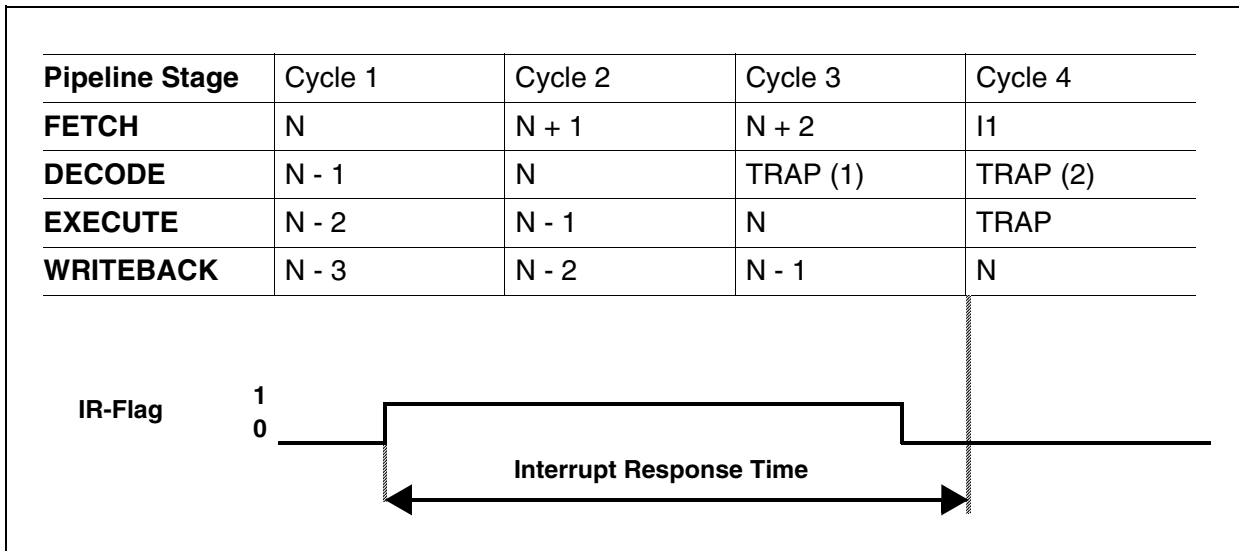 Pipeline Stage Cycle 1 Cycle 2 Cycle 3 Cycle 4
FETCH N N + 1 N + 2 I1
DECODE N - 1 N TRAP (1) TRAP (2)
EXECUTE N - 2 N - 1 N TRAP
WRITEBACK N - 3 N - 2 N - 1 N
1
IR-Flag
0
Interrupt Response Time